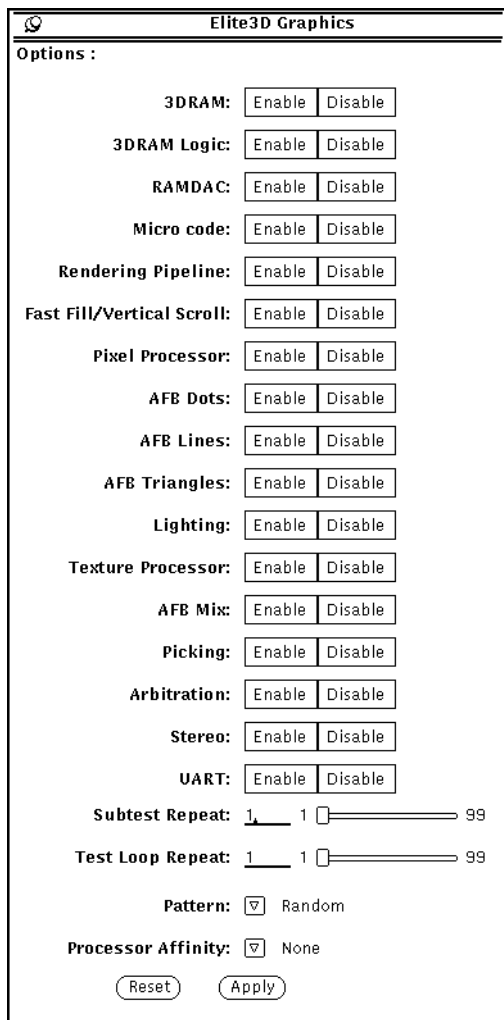 Elite3D Graphics
Options :
3DRAM: Enable Disable
3DRAM Logic: Enable Disable
RAMDAC: Enable Disable
Micro code: Enable Disable
Rendering Pipeline: Enable Disable
Fast Fill/Vertical Scroll: Enable Disable
Pixel Processor: Enable Disable
AFB Dots: Enable Disable
AFB Lines: Enable Disable
AFB Triangles: Enable Disable
Lighting: Enable Disable
Texture Processor: Enable Disable
AFB Mix: Enable Disable
Picking: Enable Disable
Arbitration: Enable Disable
Stereo: Enable Disable
UART: Enable Disable
Subtest Repeat: 1 1 99
Test Loop Repeat: 1 1 99
Pattern: Random
Processor Affinity: None
Reset Apply